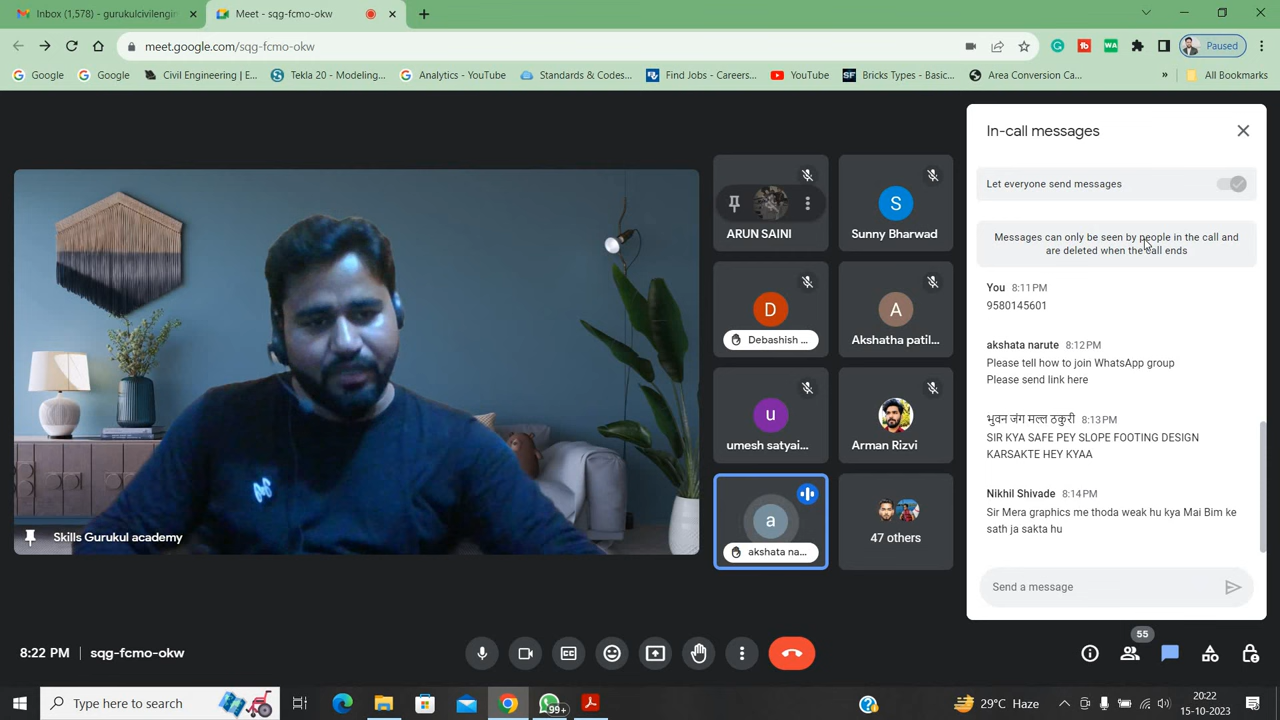 Inbox (1,578) - gurukulcivilengin
Meet - sqg-fcmo-okw
meet.google.com/sqg-fcmo-okw
Paused
Google
Google
Civil Engineering | E...
Tekla 20 - Modeling...
Analytics - YouTube
Standards & Codes...
Find Jobs - Careers...
YouTube
SF
Bricks Types - Basic...
Area Conversion Ca...
»
All Bookmarks
In-call messages
Let everyone send messages
Messages can only be seen by people in the call and
are deleted when the call ends
You 8:11 PM
9580145601
akshata narute 8:12 PM
Please tell how to join WhatsApp group
Please send link here
भुवन जंग मल्ल ठकुरी 8:13 PM
SIR KYA SAFE PEY SLOPE FOOTING DESIGN
KARSAKTE HEY KYAA
Nikhil Shivade 8:14 PM
Sir Mera graphics me thoda weak hu kya Mai Bim ke
sath ja sakta hu
Send a message
ARUN SAINI
S
Sunny Bharwad
D
Debashish ...
A
Akshatha patil...
u
umesh satyai...
Arman Rizvi
a
akshata na...
47 others
Skills Gurukul academy
8:22 PM | sqg-fcmo-okw
55
Type here to search
99+
29°C Haze
20:22
15-10-2023